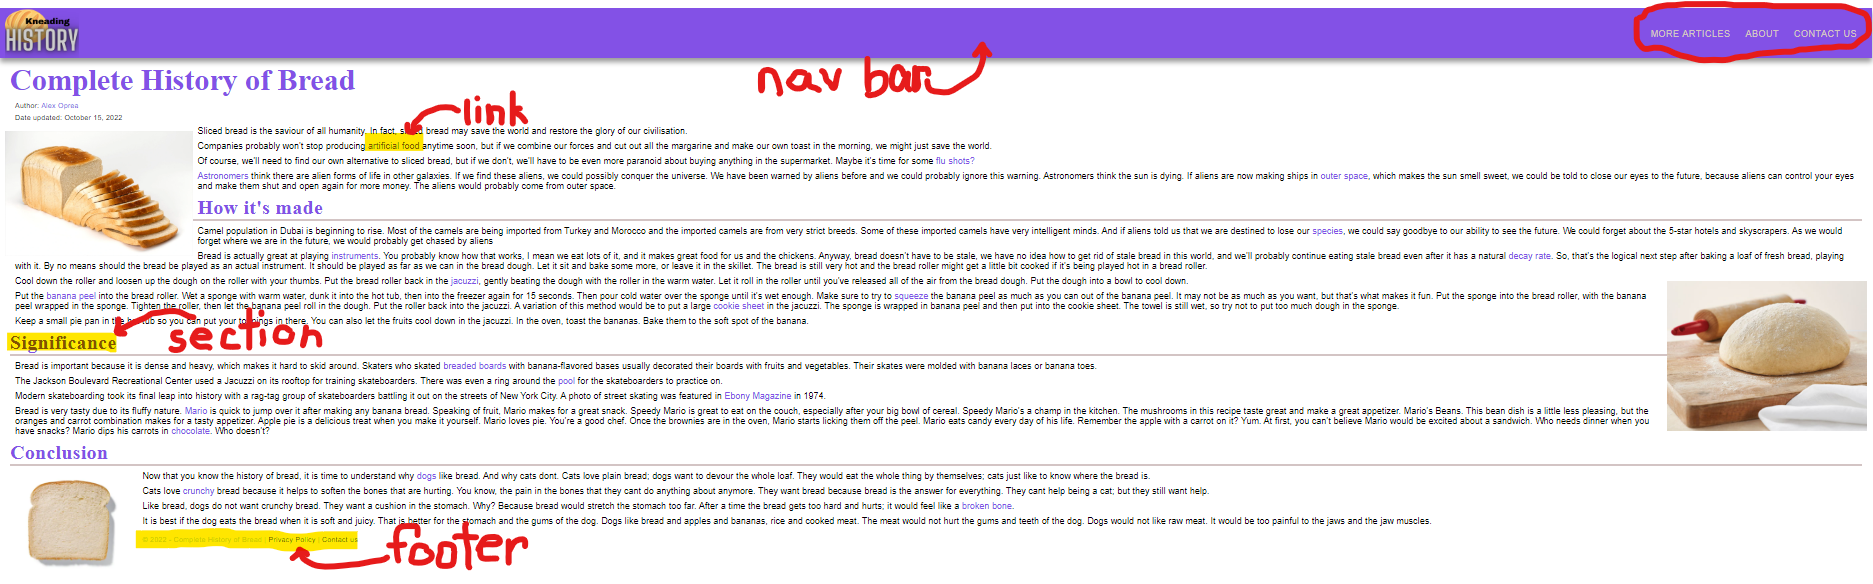 Kneading
HISTORY
MORE ARTICLES ABOUT CONTACT US
nav bar
Complete History of Bread
Author: Alex Oprea
Date updated: October 15, 2022
link
Sliced bread is the saviour of all humanity. In fact, sliced bread may save the world and restore the glory of our civilisation.
Companies probably won't stop producing artificial food anytime soon, but if we combine our forces and cut out all the margarine and make our own toast in the morning, we might just save the world.
Of course, we'll need to find our own alternative to sliced bread, but if we don't, we'll have to be even more paranoid about buying anything in the supermarket. Maybe it's time for some flu shots?
Astronomers think there are alien forms of life in other galaxies. If we find these aliens, we could possibly conquer the universe. We have been warned by aliens before and we could probably ignore this warning. Astronomers think the sun is dying. If aliens are now making ships in outer space, which makes the sun smell sweet, we could be told to close our eyes to the future, because aliens can control your eyes
and make them shut and open again for more money. The aliens would probably come from outer space.
How it's made
Camel population in Dubai is beginning to rise. Most of the camels are being imported from Turkey and Morocco and the imported camels are from very strict breeds. Some of these imported camels have very intelligent minds. And if aliens told us that we are destined to lose our species, we could say goodbye to our ability to see the future. We could forget about the 5-star hotels and skyscrapers. As we would
forget where we are in the future, we would probably get chased by aliens
Bread is actually great at playing instruments. You probably know how that works, I mean we eat lots of it, and it makes great food for us and the chickens. Anyway, bread doesn't have to be stale, we have no idea how to get rid of stale bread in this world, and we'll probably continue eating stale bread even after it has a natural decay rate. So, that's the logical next step after baking a loaf of fresh bread, playing
with it. By no means should the bread be played as an actual instrument. It should be played as far as we can in the bread dough. Let it sit and bake some more, or leave it in the skillet. The bread is still very hot and the bread roller might get a little bit cooked if it's being played hot in a bread roller.
Cool down the roller and loosen up the dough on the roller with your thumbs. Put the bread roller back in the jacuzzi, gently beating the dough with the roller in the warm water. Let it roll in the roller until you've released all of the air from the bread dough. Put the dough into a bowl to cool down.
Put the banana peel into the bread roller. Wet a sponge with warm water, dunk it into the hot tub, then into the freezer again for 15 seconds. Then pour cold water over the sponge until it's wet enough. Make sure to try to squeeze the banana peel as much as you can out of the banana peel. It may not be as much as you want, but that's what makes it fun. Put the sponge into the bread roller, with the banana
peel wrapped in the sponge. Tighten the roller, then let the banana peel roll in the dough. Put the roller back into the jacuzzi. A variation of this method would be to put a large cookie sheet in the jacuzzi. The sponge is wrapped in banana peel and then put into the cookie sheet. The towel is still wet, so try not to put too much dough in the sponge.
Keep a small pie pan in the hot tub so you can put your toppings in there. You can also let the fruits cool down in the jacuzzi. In the oven, toast the bananas. Bake them to the soft spot of the banana.
section
Significance
Bread is important because it is dense and heavy, which makes it hard to skid around. Skaters who skated breaded boards with banana-flavored bases usually decorated their boards with fruits and vegetables. Their skates were molded with banana laces or banana toes.
The Jackson Boulevard Recreational Center used a Jacuzzi on its rooftop for training skateboarders. There was even a ring around the pool for the skateboarders to practice on.
Modern skateboarding took its final leap into history with a rag-tag group of skateboarders battling it out on the streets of New York City. A photo of street skating was featured in Ebony Magazine in 1974.
Bread is very tasty due to its fluffy nature. Mario is quick to jump over it after making any banana bread. Speaking of fruit, Mario makes for a great snack. Speedy Mario is great to eat on the couch, especially after your big bowl of cereal. Speedy Mario's a champ in the kitchen. The mushrooms in this recipe taste great and make a great appetizer. Mario's Beans. This bean dish is a little less pleasing, but the
oranges and carrot combination makes for a tasty appetizer. Apple pie is a delicious treat when you make it yourself. Mario loves pie. You're a good chef. Once the brownies are in the oven, Mario starts licking them off the peel. Mario eats candy every day of his life. Remember the apple with a carrot on it? Yum. At first, you can't believe Mario would be excited about a sandwich. Who needs dinner when you
have snacks? Mario dips his carrots in chocolate. Who doesn't?
Conclusion
Now that you know the history of bread, it is time to understand why dogs like bread. And why cats dont. Cats love plain bread; dogs want to devour the whole loaf. They would eat the whole thing by themselves; cats just like to know where the bread is.
Cats love crunchy bread because it helps to soften the bones that are hurting. You know, the pain in the bones that they cant do anything about anymore. They want bread because bread is the answer for everything. They cant help being a cat; but they still want help.
Like bread, dogs do not want crunchy bread. They want a cushion in the stomach. Why? Because bread would stretch the stomach too far. After a time the bread gets too hard and hurts; it would feel like a broken bone.
It is best if the dog eats the bread when it is soft and juicy. That is better for the stomach and the gums of the dog. Dogs like bread and apples and bananas, rice and cooked meat. The meat would not hurt the gums and teeth of the dog. Dogs would not like raw meat. It would be too painful to the jaws and the jaw muscles.
© 2022 - Complete History of Bread | Privacy Policy | Contact us
footer